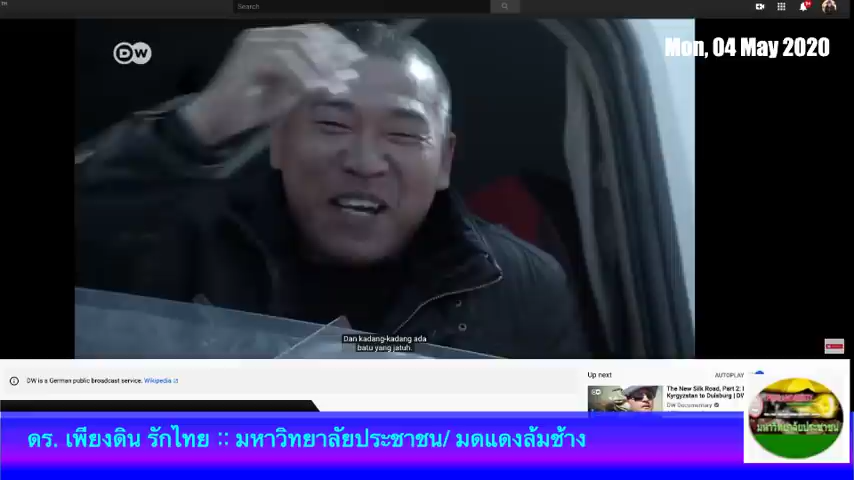 Search
DW
Mon, 04 May 2020
Dan kadang-kadang ada
batu yang jatuh.
DW is a German public broadcast service. Wikipedia
Up next
AUTOPLAY
The New Silk Road, Part 2:
Kyrgyzstan to Duisburg | DW
DW Documentary
ดร. เพียงดิน รักไทย :: มหาวิทยาลัยประชาชน/ มดแดงล้มช้าง
มหาวิทยาลัยประชาชน